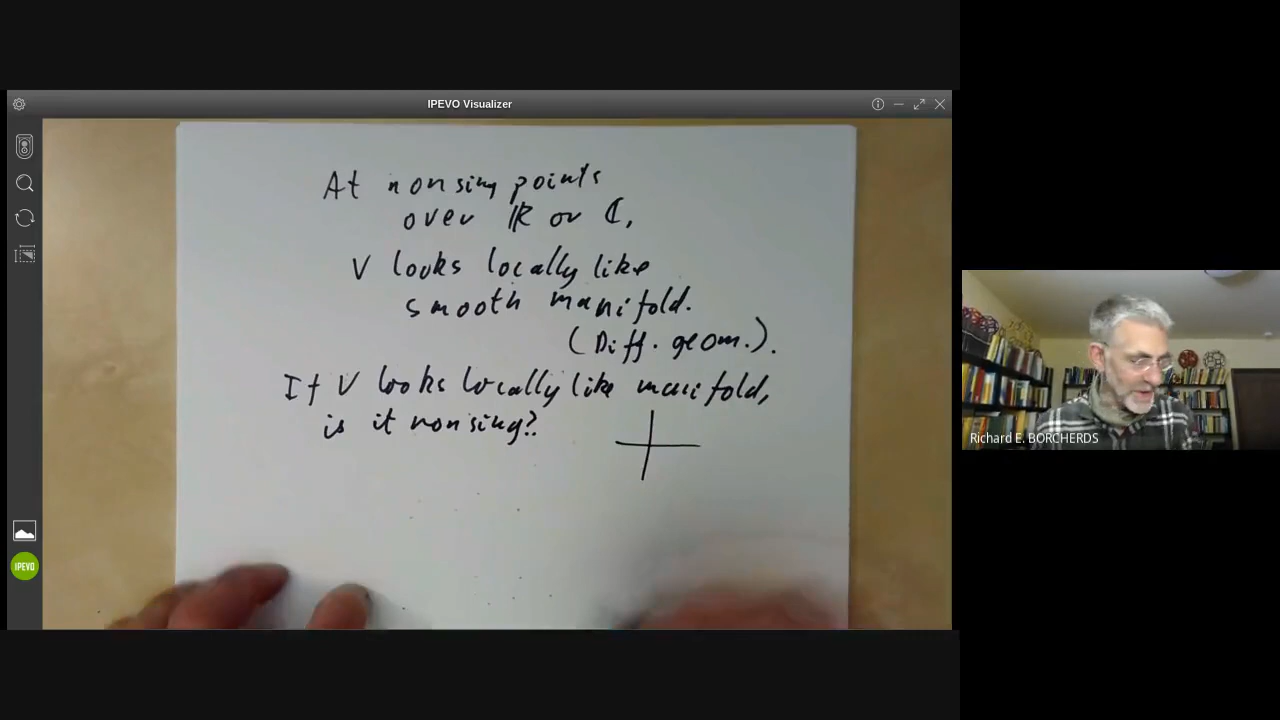 IPEVO Visualizer
At nonsing points
over ℝ or ℂ,
V looks locally like
smooth manifold.
(Diff. geom.).
If V looks locally like manifold,
is it nonsing?
IPEVO
Richard E. BORCHERDS